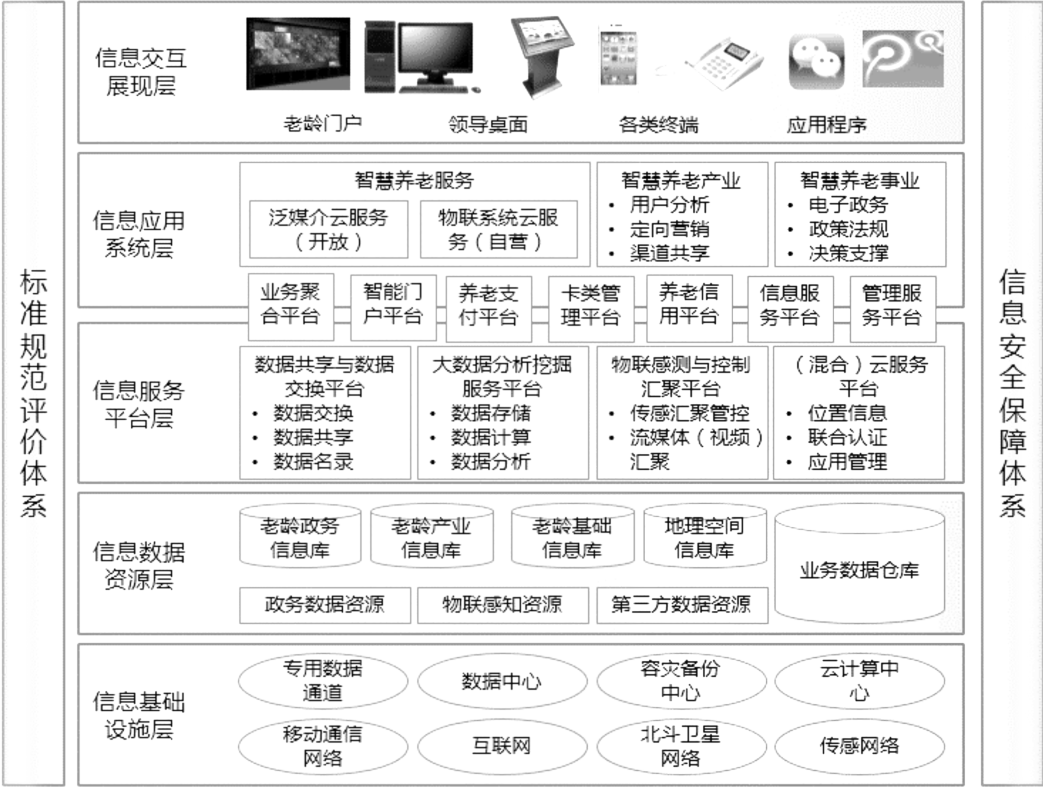 标准规范评价体系
信息交互
展现层
老龄门户
领导桌面
各类终端
应用程序
信息应用
系统层
智慧养老服务
泛媒介云服务
（开放）
物联系统云服
务（自营）
智慧养老产业
• 用户分析
• 定向营销
• 渠道共享
智慧养老事业
• 电子政务
• 政策法规
• 决策支撑
业务聚
合平台
智能门
户平台
养老支
付平台
卡类管
理平台
养老信
用平台
信息服
务平台
管理服
务平台
信息服务
平台层
数据共享与数据
交换平台
• 数据交换
• 数据共享
• 数据名录
大数据分析挖掘
服务平台
• 数据存储
• 数据计算
• 数据分析
物联感测与控制
汇聚平台
• 传感汇聚管控
• 流媒体（视频）
汇聚
（混合）云服务
平台
• 位置信息
• 联合认证
• 应用管理
信息数据
资源层
老龄政务
信息库
老龄产业
信息库
老龄基础
信息库
地理空间
信息库
业务数据仓库
政务数据资源
物联感知资源
第三方数据资源
信息基础
设施层
专用数据
通道
数据中心
容灾备份
中心
云计算中
心
移动通信
网络
互联网
北斗卫星
网络
传感网络
信息安全保障体系